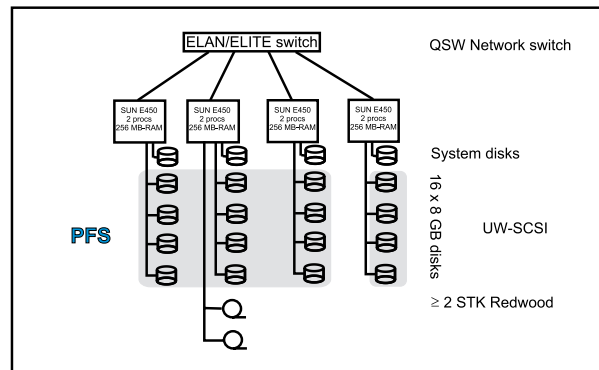 ELAN/ELITE switch
QSW Network switch
SUN E450
2 procs
256 MB-RAM
SUN E450
2 procs
256 MB-RAM
SUN E450
2 procs
256 MB-RAM
SUN E450
2 procs
256 MB-RAM
System disks
16 x 8 GB disks
UW-SCSI
PFS
≥ 2 STK Redwood